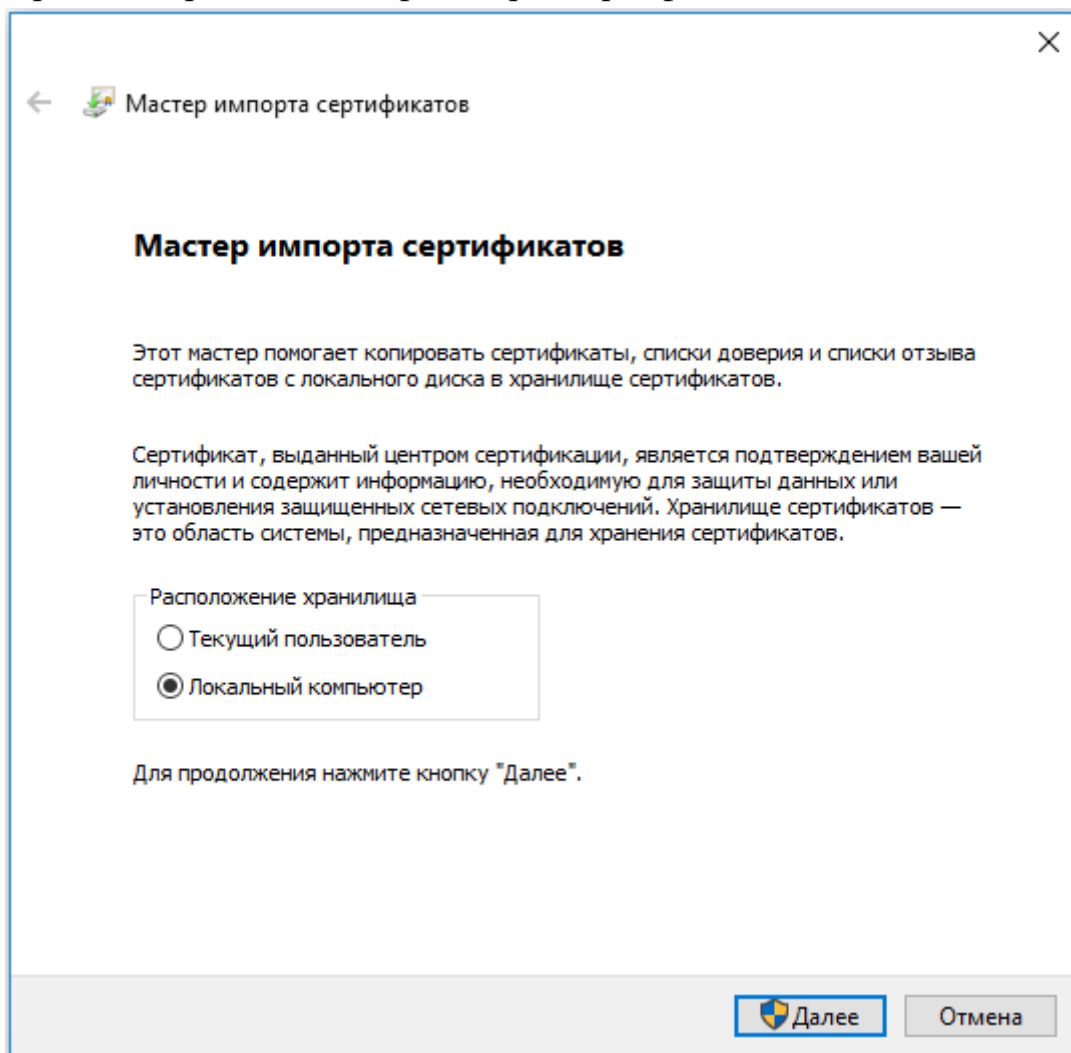 Мастер импорта сертификатов
Мастер импорта сертификатов
Этот мастер помогает копировать сертификаты, списки доверия и списки отзыва
сертификатов с локального диска в хранилище сертификатов.
Сертификат, выданный центром сертификации, является подтверждением вашей
личности и содержит информацию, необходимую для защиты данных или
установления защищенных сетевых подключений. Хранилище сертификатов —
это область системы, предназначенная для хранения сертификатов.
Расположение хранилища
Текущий пользователь
Локальный компьютер
Для продолжения нажмите кнопку "Далее".
Далее
Отмена